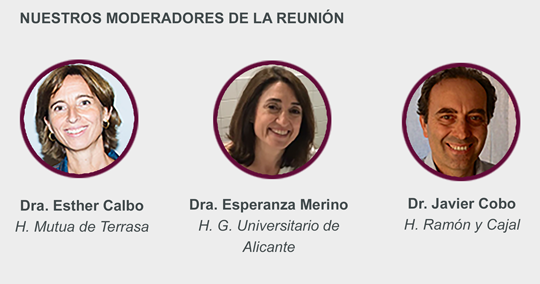 NUESTROS MODERADORES DE LA REUNIÓN
Dra. Esther Calbo
H. Mutua de Terrasa
Dra. Esperanza Merino
H. G. Universitario de
Alicante
Dr. Javier Cobo
H. Ramón y Cajal